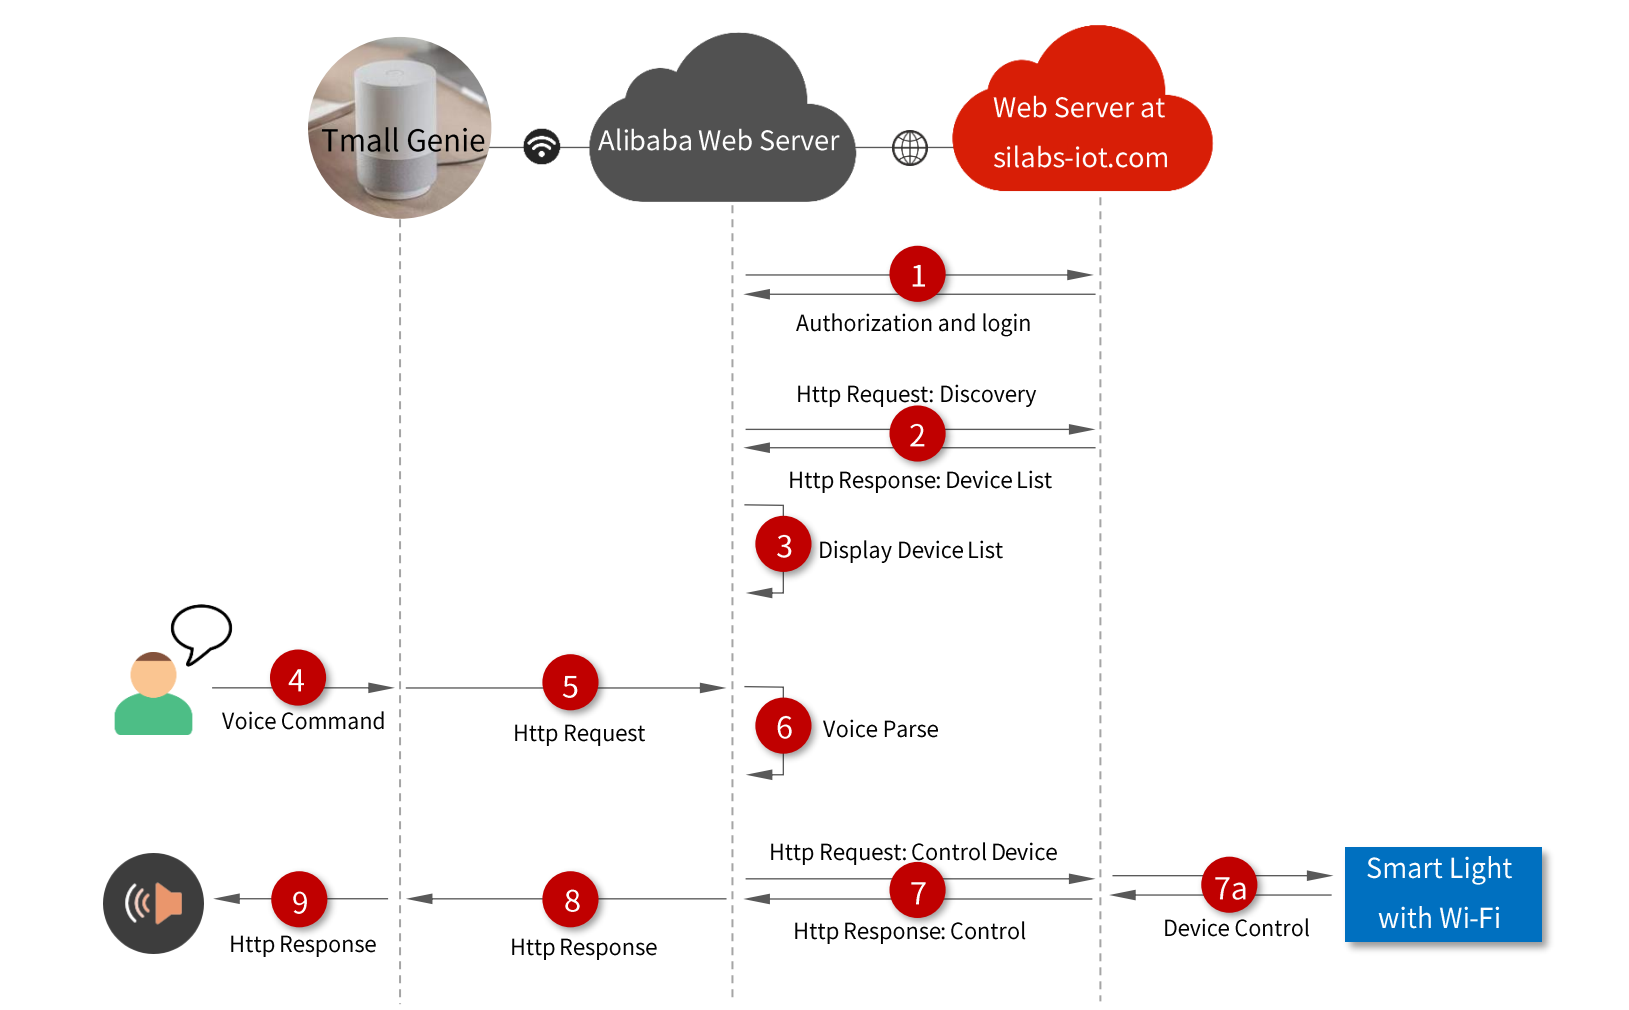 Tmall Genie
Alibaba Web Server
Web Server at
silabs-iot.com
1
Authorization and login
Http Request: Discovery
2
Http Response: Device List
3
Display Device List
4
Voice Command
5
Http Request
6
Voice Parse
Http Request: Control Device
7
Http Response: Control
7a
Device Control
Smart Light
with Wi-Fi
8
Http Response
9
Http Response